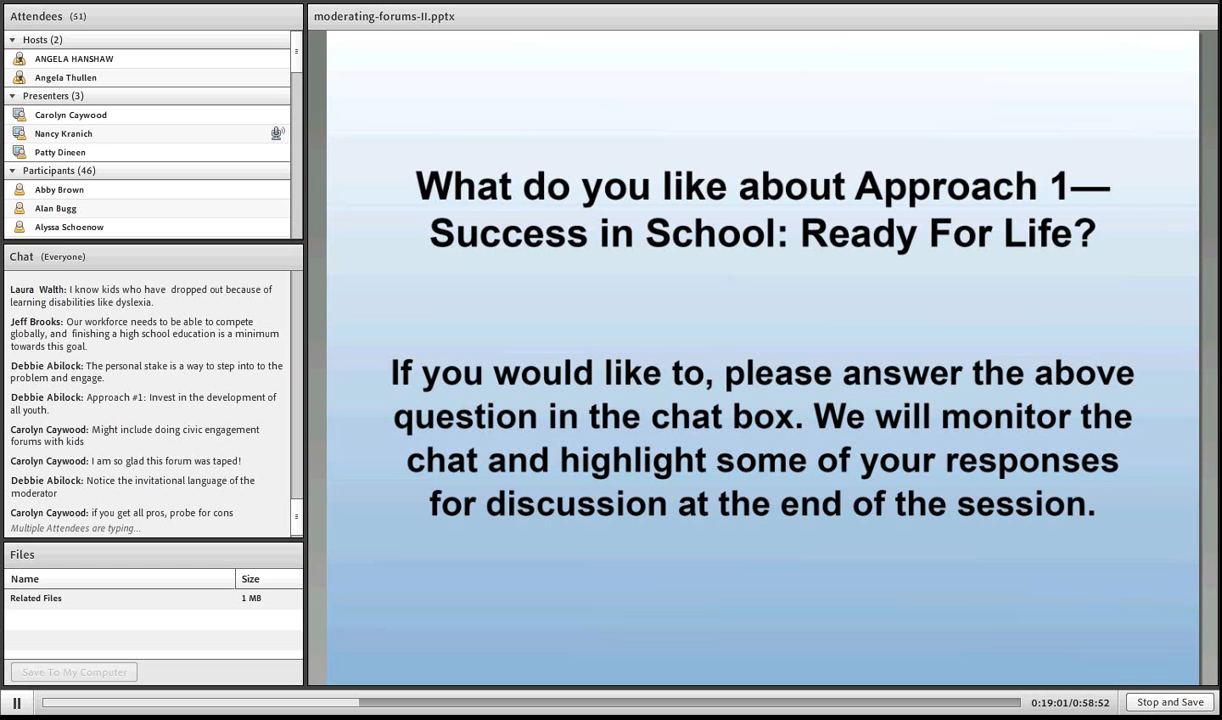 Attendees (51)
Hosts (2)
ANGELA HANSHAW
Angela Thullen
Presenters (3)
Carolyn Caywood
Nancy Kranich
Patty Dineen
Participants (46)
Abby Brown
Alan Bugg
Alyssa Schoenow
Chat (Everyone)
Laura Walth: I know kids who have dropped out because of
learning disabilities like dyslexia.
Jeff Brooks: Our workforce needs to be able to compete
globally, and finishing a high school education is a minimum
towards this goal.
Debbie Abilock: The personal stake is a way to step into to the
problem and engage.
Debbie Abilock: Approach #1: Invest in the development of
all youth.
Carolyn Caywood: Might include doing civic engagement
forums with kids
Carolyn Caywood: I am so glad this forum was taped!
Debbie Abilock: Notice the invitational language of the
moderator
Carolyn Caywood: if you get all pros, probe for cons
Multiple Attendees are typing...
Files
Name Size
Related Files 1 MB
Save To My Computer
moderating-forums-II.pptx
What do you like about Approach 1—
Success in School: Ready For Life?
If you would like to, please answer the above
question in the chat box. We will monitor the
chat and highlight some of your responses
for discussion at the end of the session.
0:19:01/0:58:52 Stop and Save